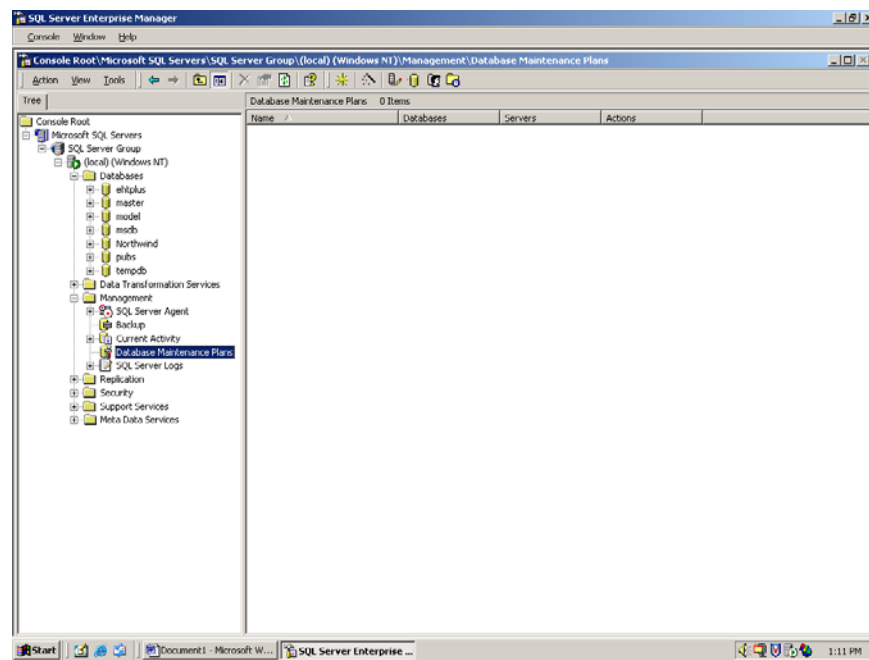 SQL Server Enterprise Manager
Console Window Help
Console Root\Microsoft SQL Servers\SQL Server Group\(local) (Windows NT)\Management\Database Maintenance Plans
Action View Tools
Tree
Database Maintenance Plans 0 Items
Name Databases Servers Actions
Console Root
Microsoft SQL Servers
SQL Server Group
(local) (Windows NT)
Databases
ehtplus
master
model
msdb
Northwind
pubs
tempdb
Data Transformation Services
Management
SQL Server Agent
Backup
Current Activity
Database Maintenance Plans
SQL Server Logs
Replication
Security
Support Services
Meta Data Services
Start Document1 - Microsoft W... SQL Server Enterprise ... 1:11 PM